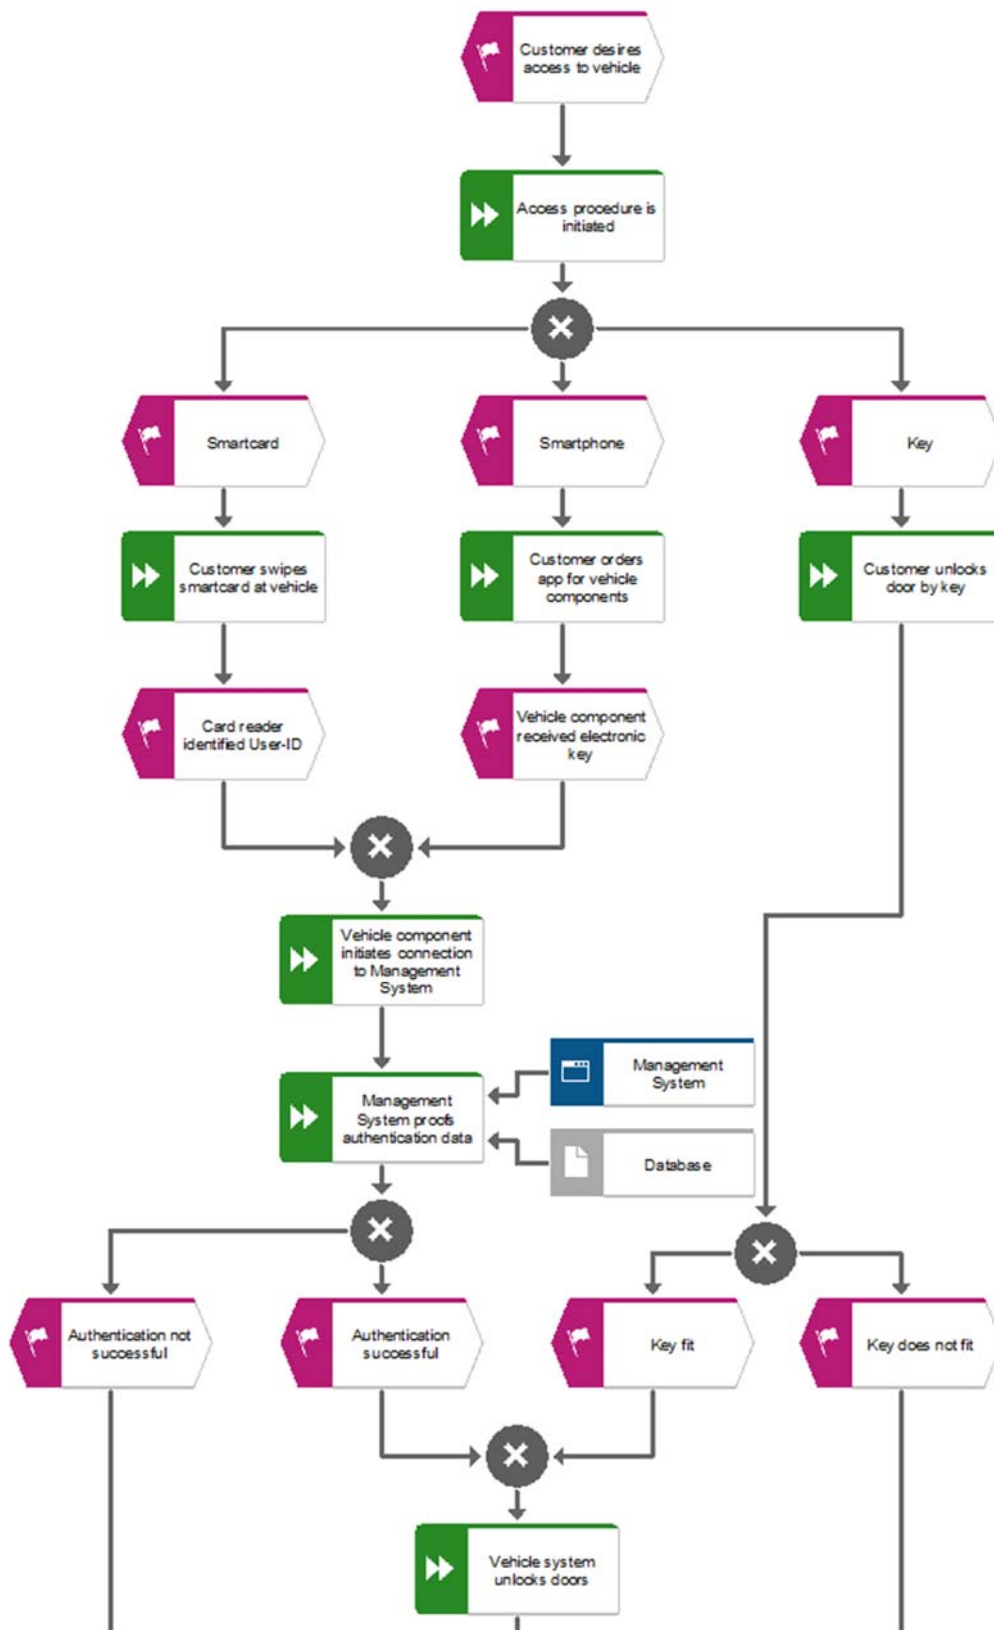 Customer desires
access to vehicle
Access procedure is
initiated
Smartcard
Smartphone
Key
Customer swipes
smartcard at vehicle
Customer orders
app for vehicle
components
Customer unlocks
door by key
Card reader
identified User-ID
Vehicle component
received electronic
key
Vehicle component
initiates connection
to Management
System
Management
System proofs
authentication data
Management
System
Database
Authentication not
successful
Authentication
successful
Key fit
Key does not fit
Vehicle system
unlocks doors